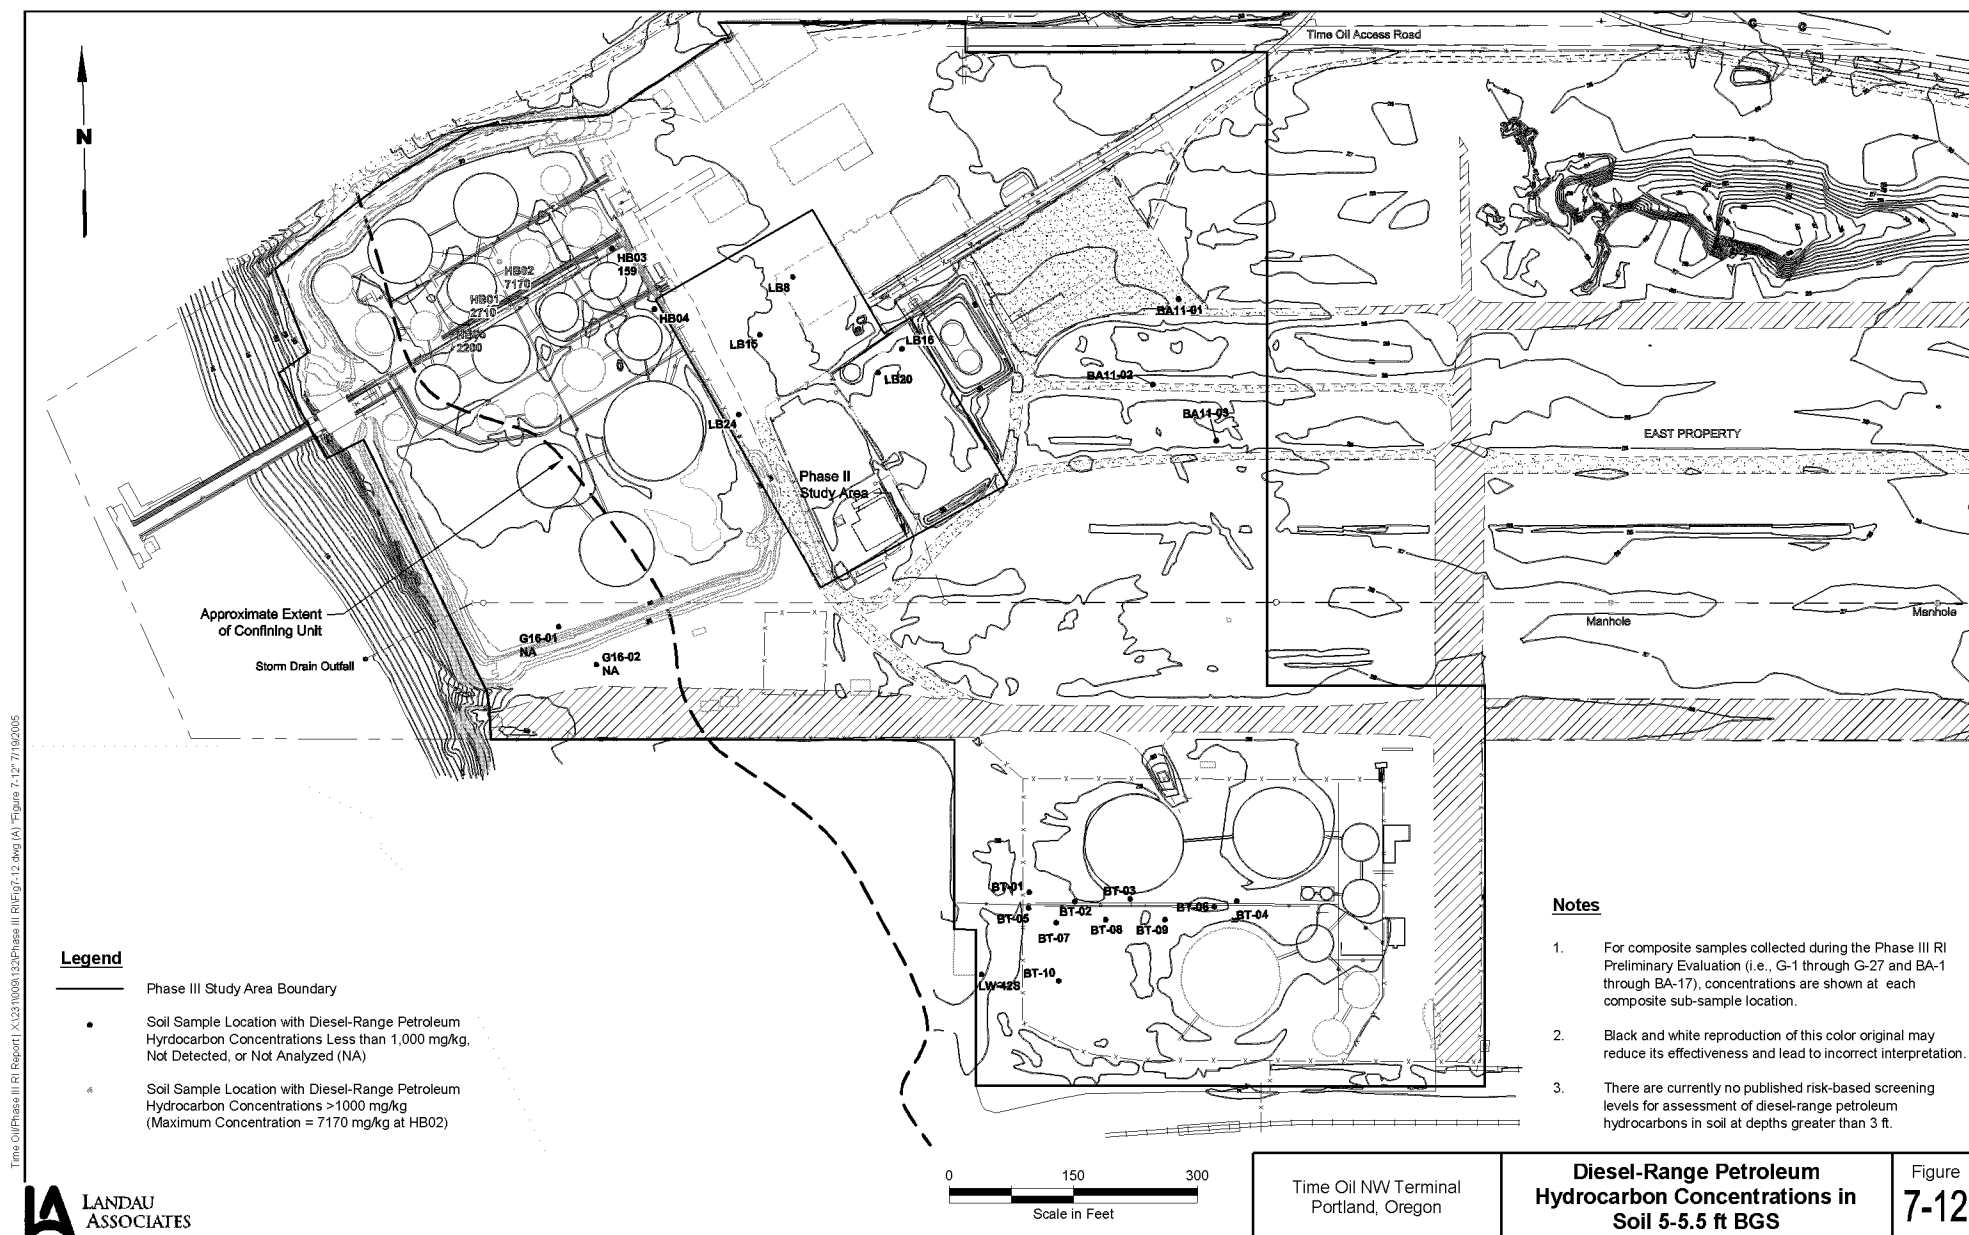 Time Oil Access Road
N
HB03
159
HB02
7170
HB01
2710
2200
HB04
LB8
LB15
LB16
LB20
LB24
BA11-01
BA11-02
BA11-03
EAST PROPERTY
Phase II
Study Area
Approximate Extent
of Confining Unit
Storm Drain Outfall
G16-01
NA
G16-02
NA
Manhole
Manhole
BT-01
BT-03
BT-02
BT-05
BT-06
BT-04
BT-07
BT-08
BT-09
BT-10
LW-42S
Legend
Phase III Study Area Boundary
Soil Sample Location with Diesel-Range Petroleum
Hyrdocarbon Concentrations Less than 1,000 mg/kg,
Not Detected, or Not Analyzed (NA)
Soil Sample Location with Diesel-Range Petroleum
Hydrocarbon Concentrations >1000 mg/kg
(Maximum Concentration = 7170 mg/kg at HB02)
Notes
1. For composite samples collected during the Phase III RI
Preliminary Evaluation (i.e., G-1 through G-27 and BA-1
through BA-17), concentrations are shown at each
composite sub-sample location.
2. Black and white reproduction of this color original may
reduce its effectiveness and lead to incorrect interpretation.
3. There are currently no published risk-based screening
levels for assessment of diesel-range petroleum
hydrocarbons in soil at depths greater than 3 ft.
0 150 300
Scale in Feet
LANDAU
ASSOCIATES
Time Oil NW Terminal
Portland, Oregon
Diesel-Range Petroleum
Hydrocarbon Concentrations in
Soil 5-5.5 ft BGS
Figure
7-12